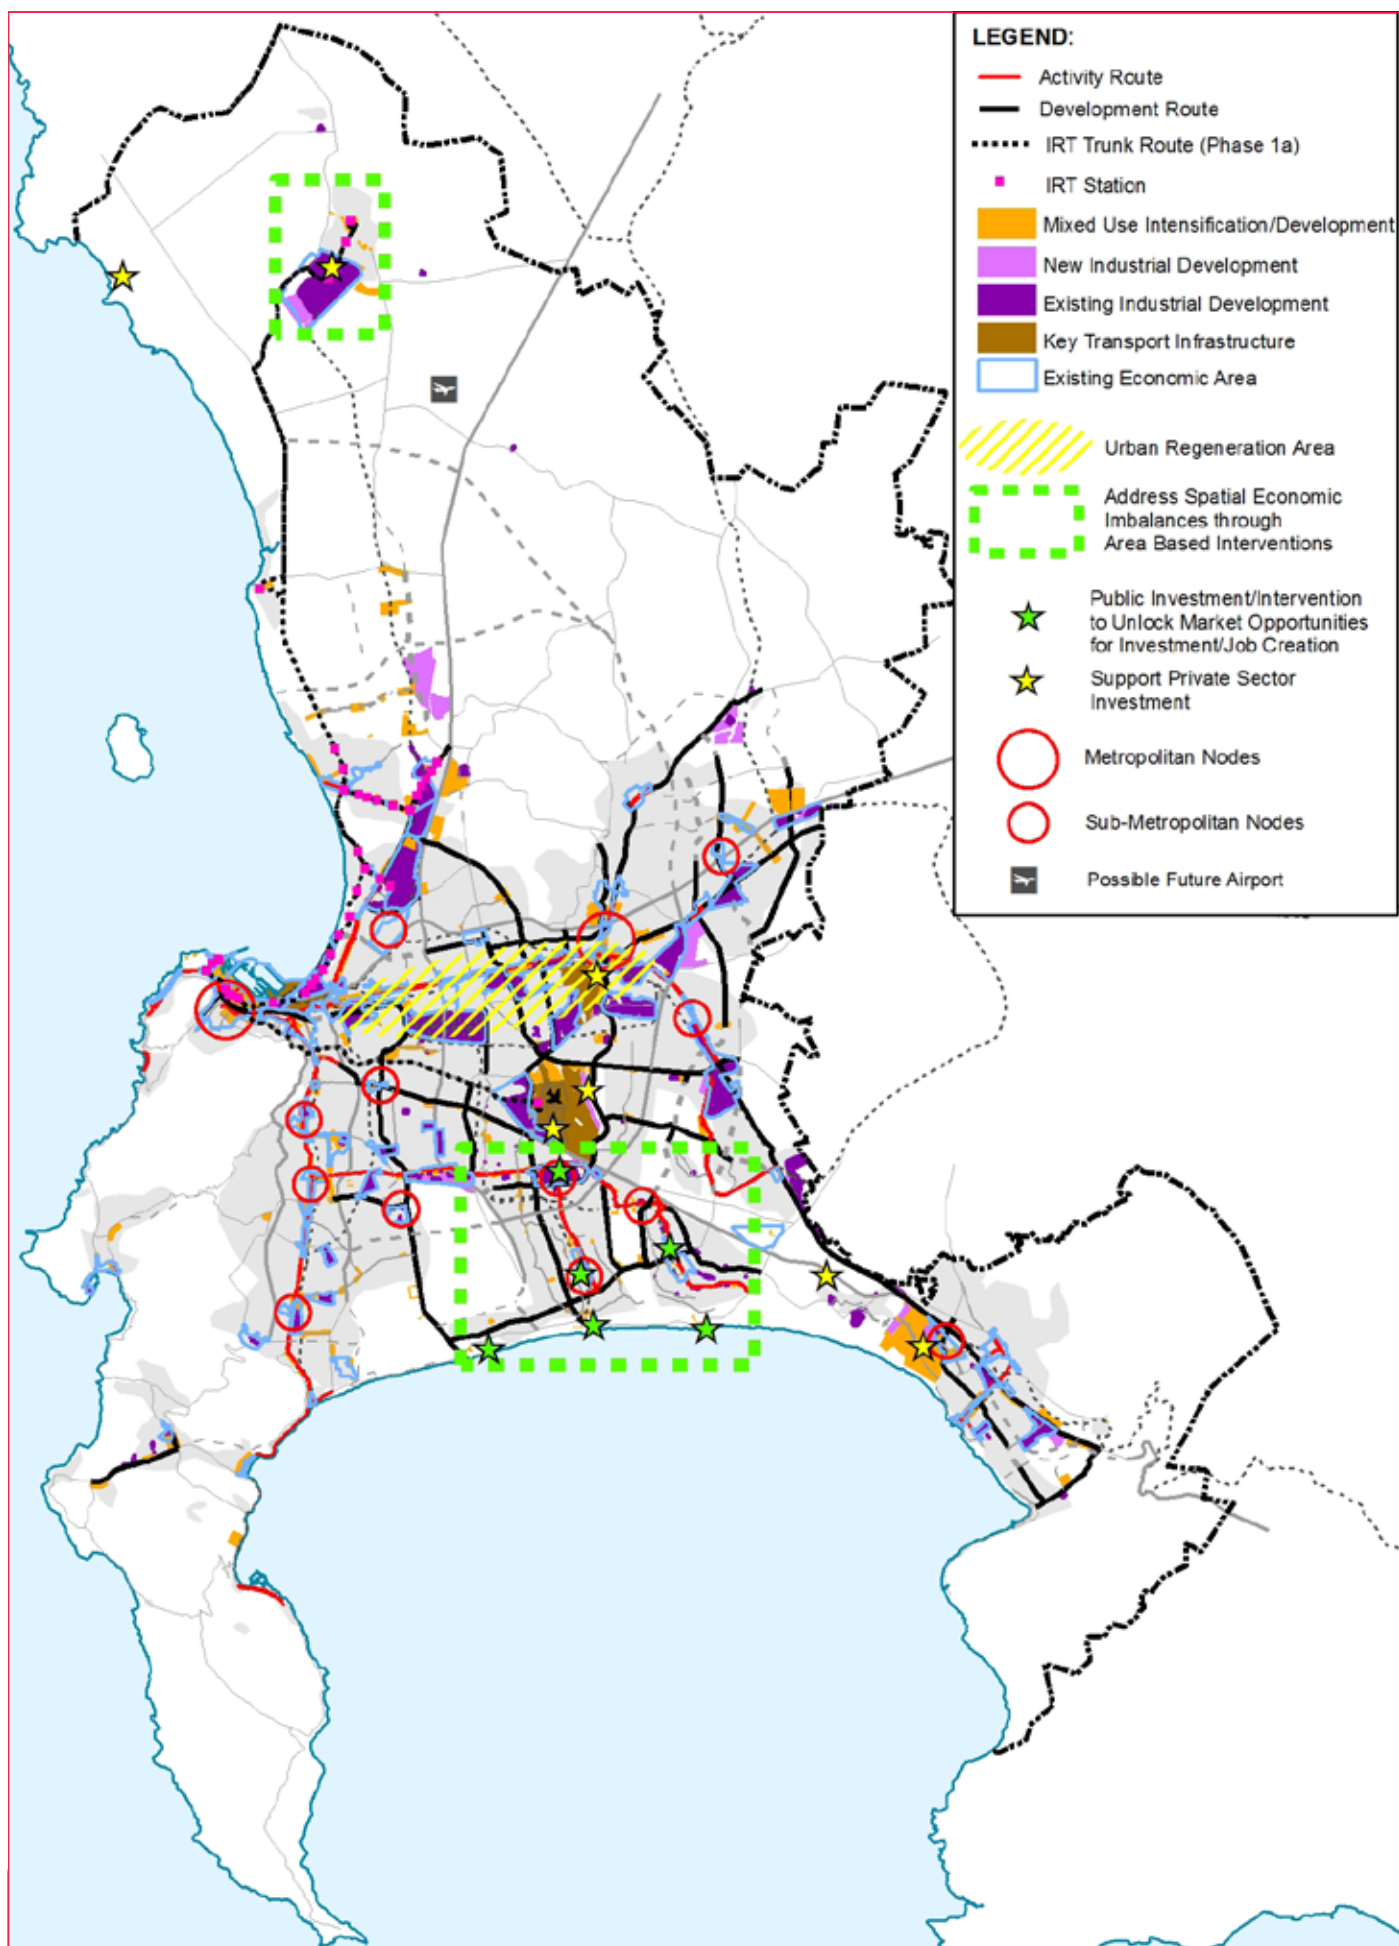 LEGEND:
Activity Route
Development Route
IRT Trunk Route (Phase 1a)
IRT Station
Mixed Use Intensification/Development
New Industrial Development
Existing Industrial Development
Key Transport Infrastructure
Existing Economic Area
Urban Regeneration Area
Address Spatial Economic
Imbalances through
Area Based Interventions
Public Investment/Intervention
to Unlock Market Opportunities
for Investment/Job Creation
Support Private Sector
Investment
Metropolitan Nodes
Sub-Metropolitan Nodes
Possible Future Airport